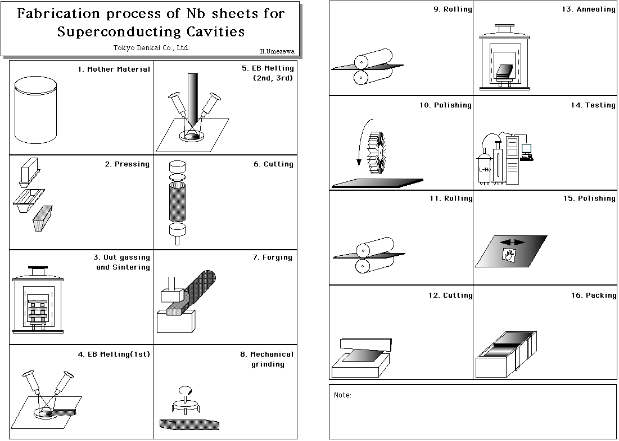 Fabrication process of Nb sheets for
Superconducting Cavities
Tokyo Denkai Co., Ltd.
H.Umezawa
1. Mother Material
2. Pressing
3. Out gassing
and Sintering
4. EB Melting(1st)
5. EB Melting
(2nd, 3rd)
6. Cutting
7. Forging
8. Mechanical
grinding
9. Rolling
10. Polishing
11. Rolling
12. Cutting
13. Annealing
14. Testing
15. Polishing
16. Packing
Note: